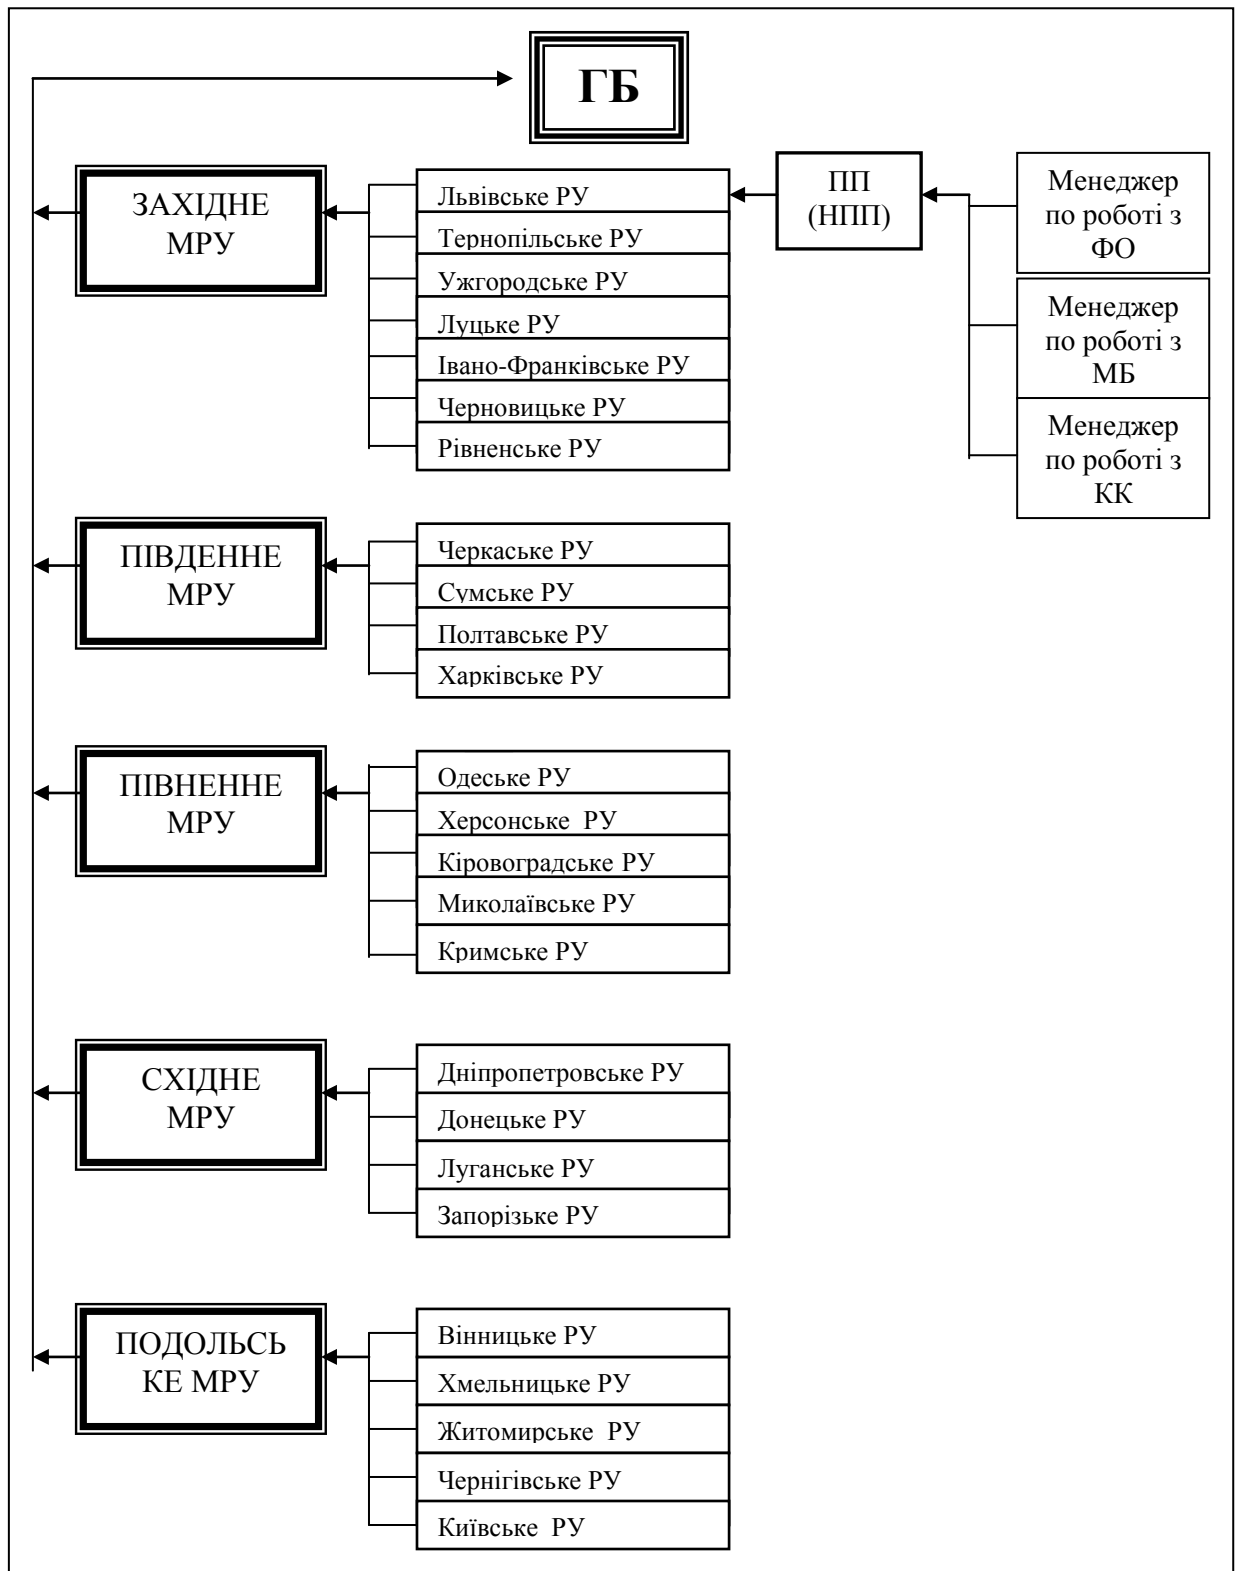 ГБ
ЗАХІДНЕ
МРУ
Львівське РУ
Тернопільське РУ
Ужгородське РУ
Луцьке РУ
Івано-Франківське РУ
Черновицьке РУ
Рівненське РУ
ПП
(НПП)
Менеджер
по роботі з
ФО
Менеджер
по роботі з
МБ
Менеджер
по роботі з
КК
ПІВДЕННЕ
МРУ
Черкаське РУ
Сумське РУ
Полтавське РУ
Харківське РУ
ПІВНЕННЕ
МРУ
Одеське РУ
Херсонське РУ
Кіровоградське РУ
Миколаївське РУ
Кримське РУ
СХІДНЕ
МРУ
Дніпропетровське РУ
Донецьке РУ
Луганське РУ
Запорізьке РУ
ПОДОЛЬСЬ
КЕ МРУ
Вінницьке РУ
Хмельницьке РУ
Житомирське РУ
Чернігівське РУ
Київське РУ